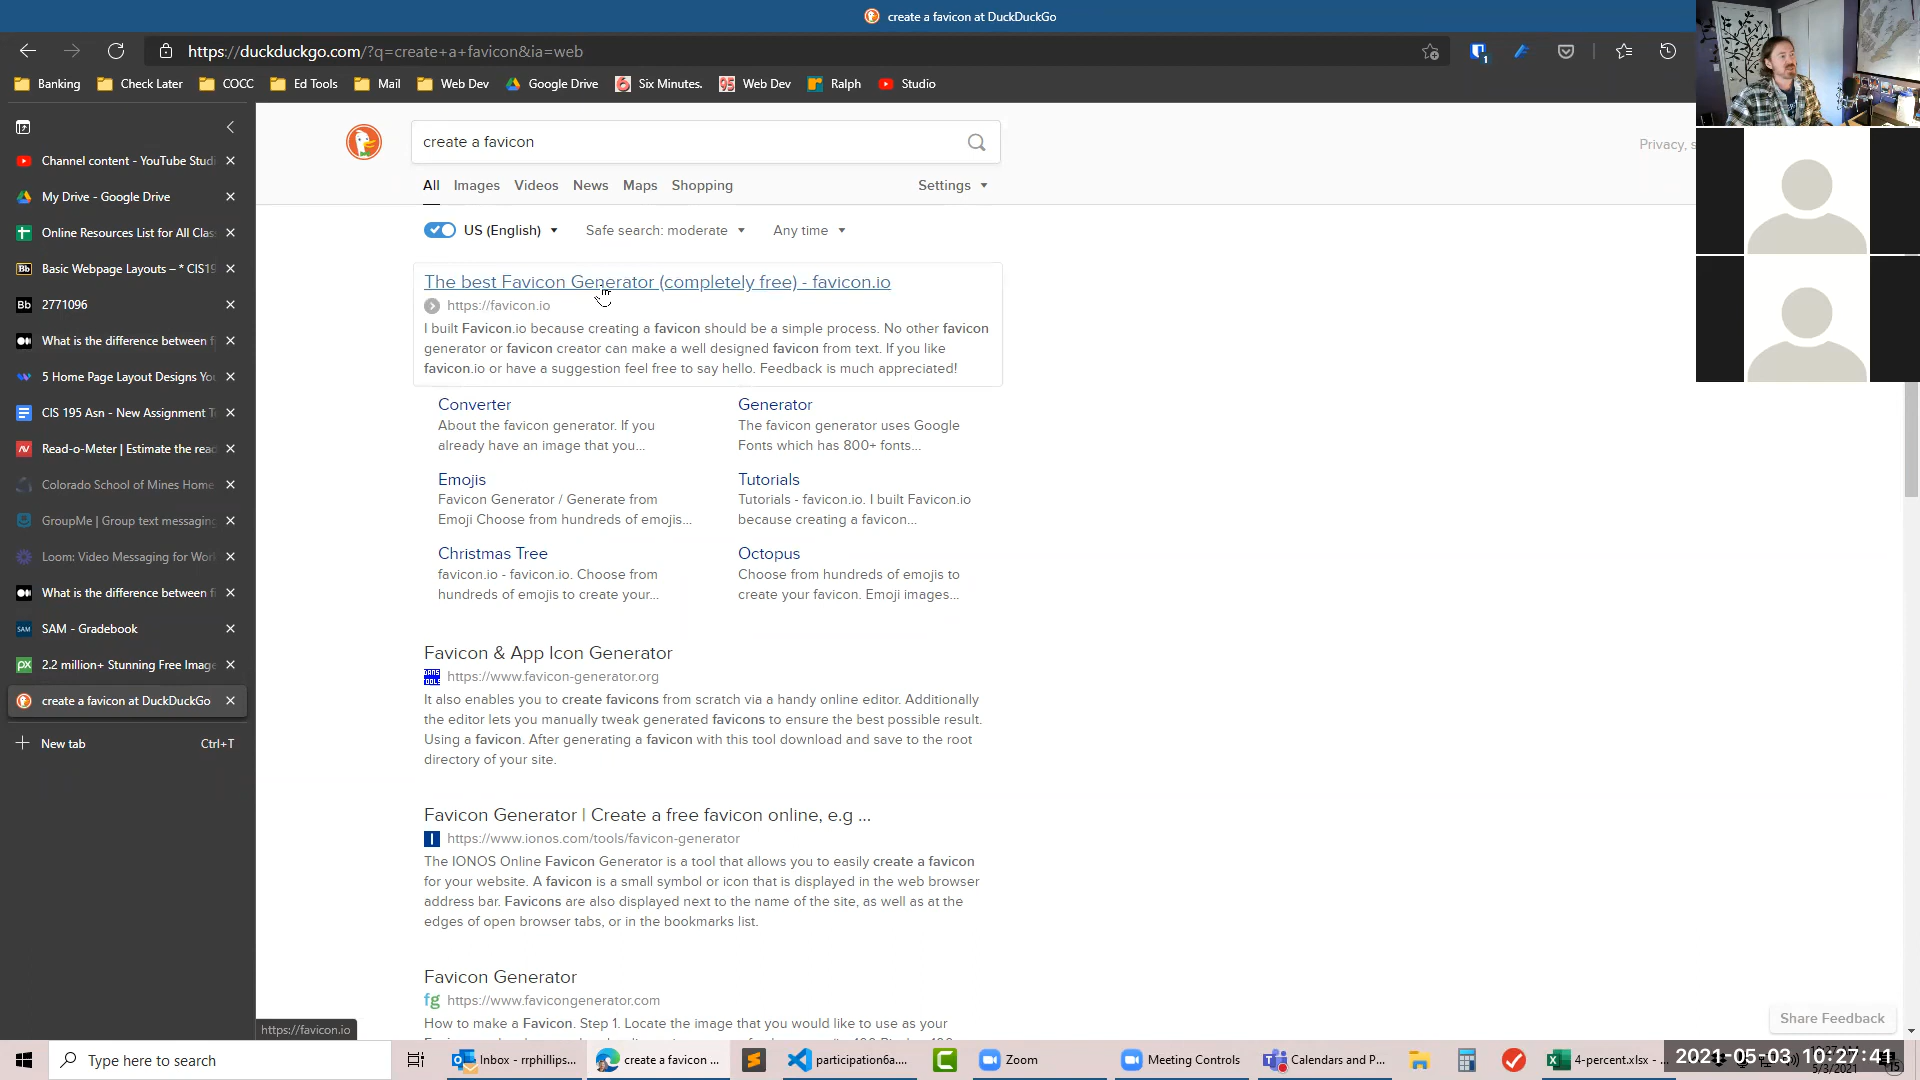 create a favicon at DuckDuckGo
https://duckduckgo.com/?q=create+a+favicon&ia=web
1
Banking
Check Later
COCC
Ed Tools
Mail
Web Dev
Google Drive
Six Minutes.
Web Dev
Ralph
Studio
Channel content - YouTube Studi
My Drive - Google Drive
Online Resources List for All Clas
Basic Webpage Layouts – * CIS19
2771096
What is the difference between f
5 Home Page Layout Designs You
CIS 195 Asn - New Assignment T
Read-o-Meter | Estimate the read
Colorado School of Mines Home
GroupMe | Group text messaging
Loom: Video Messaging for Wor
What is the difference between f
SAM - Gradebook
2.2 million+ Stunning Free Image
create a favicon at DuckDuckGo
New tab
Ctrl+T
create a favicon
Privacy, s
All
Images
Videos
News
Maps
Shopping
Settings
US (English)
Safe search: moderate
Any time
The best Favicon Generator (completely free) - favicon.io
https://favicon.io
I built Favicon.io because creating a favicon should be a simple process. No other favicon
generator or favicon creator can make a well designed favicon from text. If you like
favicon.io or have a suggestion feel free to say hello. Feedback is much appreciated!
Converter
About the favicon generator. If you
already have an image that you...
Generator
The favicon generator uses Google
Fonts which has 800+ fonts...
Emojis
Favicon Generator / Generate from
Emoji Choose from hundreds of emojis...
Tutorials
Tutorials - favicon.io. I built Favicon.io
because creating a favicon...
Christmas Tree
favicon.io - favicon.io. Choose from
hundreds of emojis to create your...
Octopus
Choose from hundreds of emojis to
create your favicon. Emoji images...
Favicon & App Icon Generator
https://www.favicon-generator.org
It also enables you to create favicons from scratch via a handy online editor. Additionally
the editor lets you manually tweak generated favicons to ensure the best possible result.
Using a favicon. After generating a favicon with this tool download and save to the root
directory of your site.
Favicon Generator | Create a free favicon online, e.g ...
https://www.ionos.com/tools/favicon-generator
The IONOS Online Favicon Generator is a tool that allows you to easily create a favicon
for your website. A favicon is a small symbol or icon that is displayed in the web browser
address bar. Favicons are also displayed next to the name of the site, as well as at the
edges of open browser tabs, or in the bookmarks list.
Favicon Generator
https://www.favicongenerator.com
How to make a Favicon. Step 1. Locate the image that you would like to use as your
https://favicon.io
Share Feedback
Type here to search
Inbox - rrphillips...
create a favicon ...
participation6a....
Zoom
Meeting Controls
Calendars and P...
4-percent.xlsx - ...
2021-05-03 10:27:41
5/3/2021
15